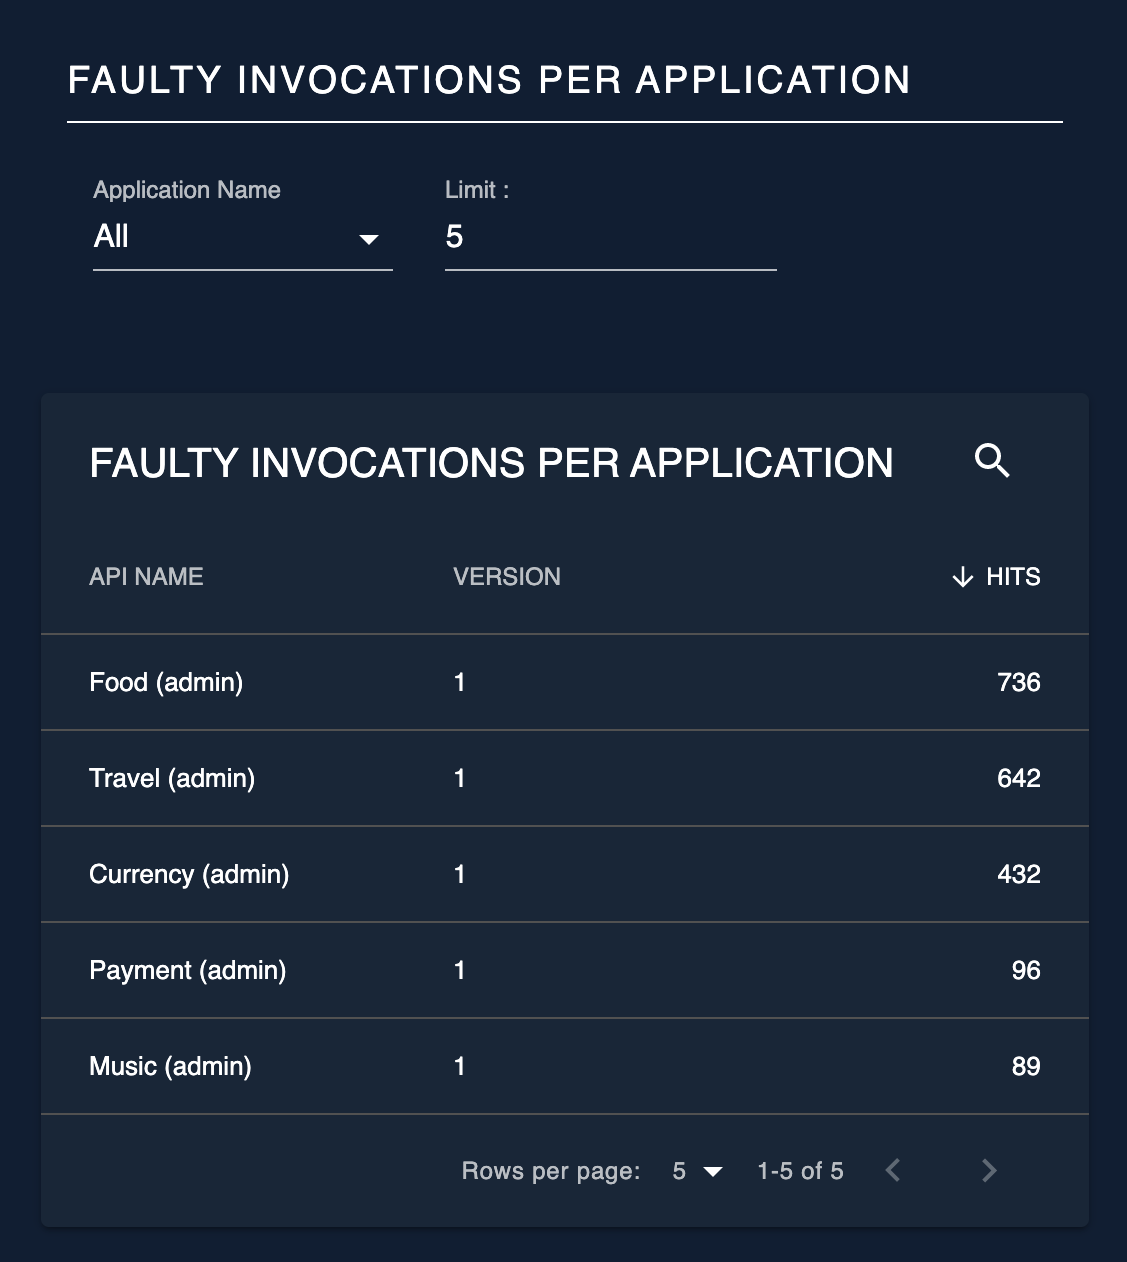 FAULTY INVOCATIONS PER APPLICATION
Application Name Limit :
All 5
FAULTY INVOCATIONS PER APPLICATION
API NAME VERSION HITS
Food (admin) 1 736
Travel (admin) 1 642
Currency (admin) 1 432
Payment (admin) 1 96
Music (admin) 1 89
Rows per page: 5 1-5 of 5